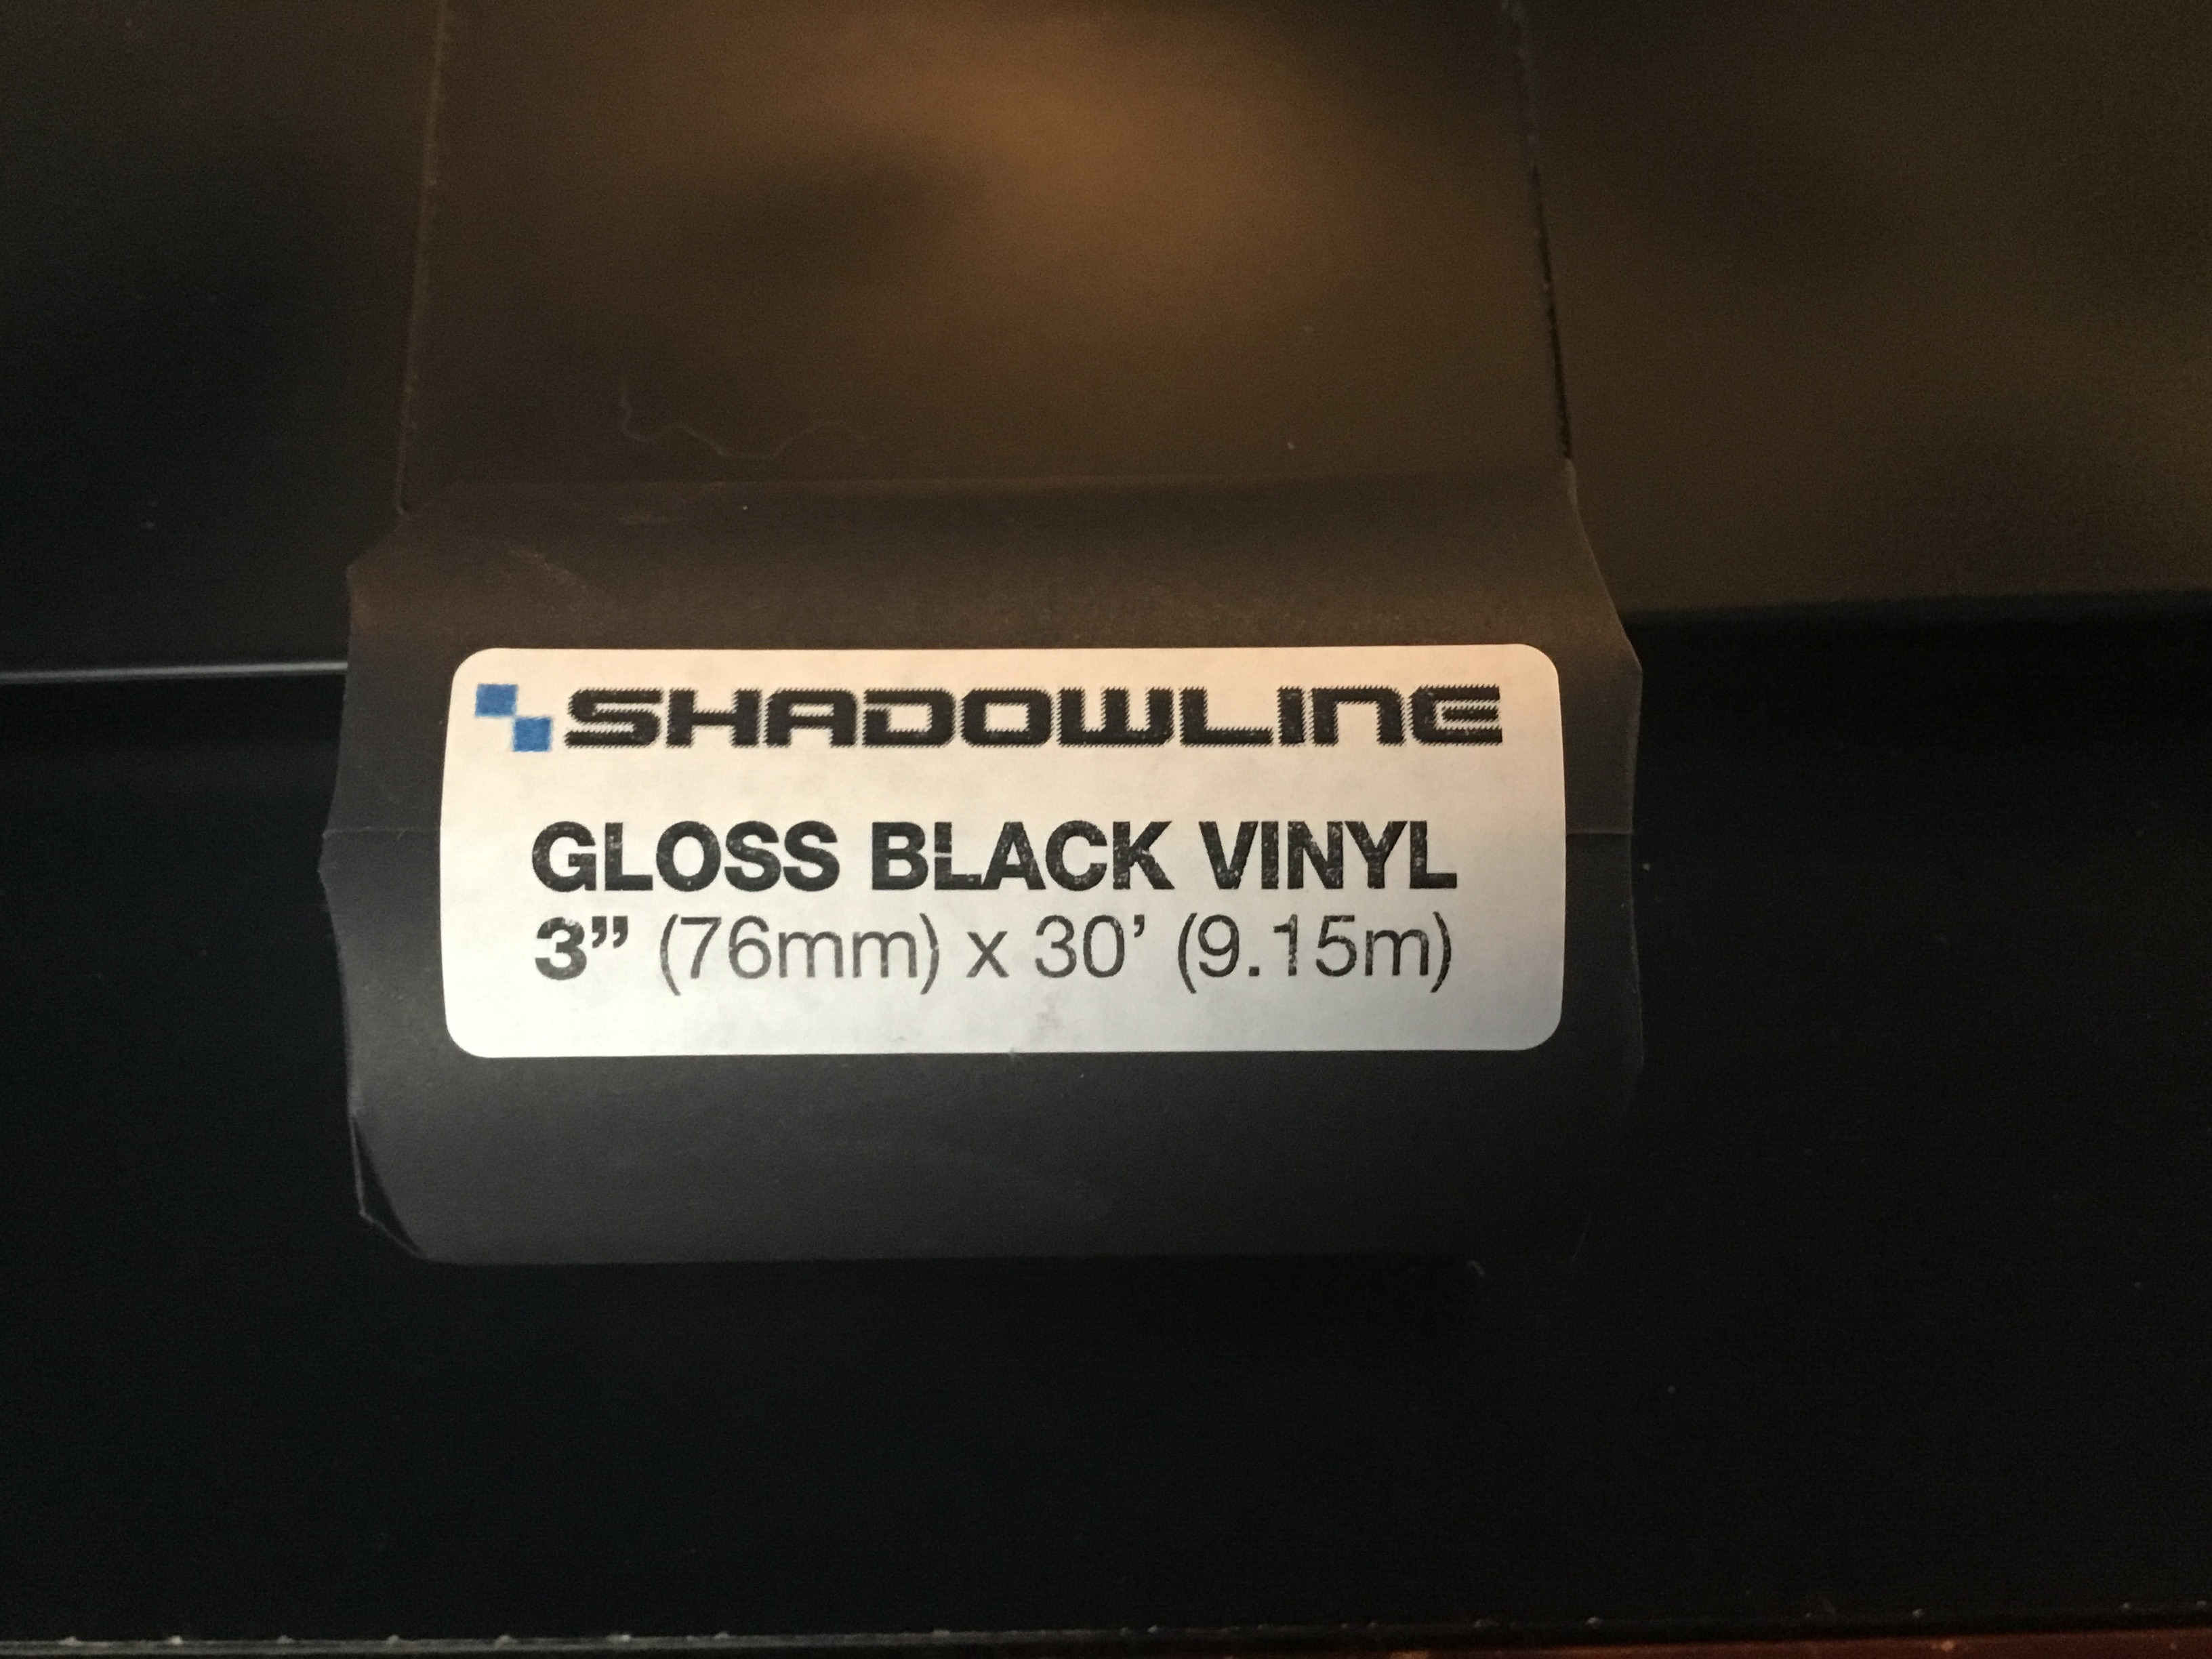 SHADOWLINE
GLOSS BLACK VINYL
3” (76mm) x 30’ (9.15m)